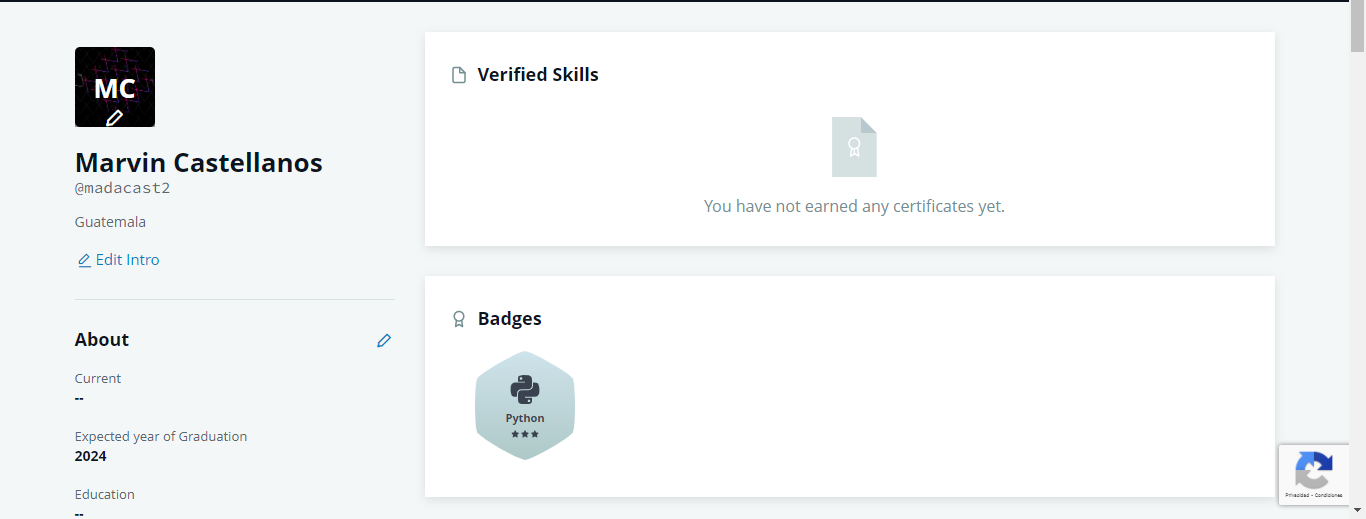 MC
Marvin Castellanos
@madacast2
Guatemala
Edit Intro
About
Current
--
Expected year of Graduation
2024
Education
--
Verified Skills
You have not earned any certificates yet.
Badges
Python
Privacidad - Condiciones